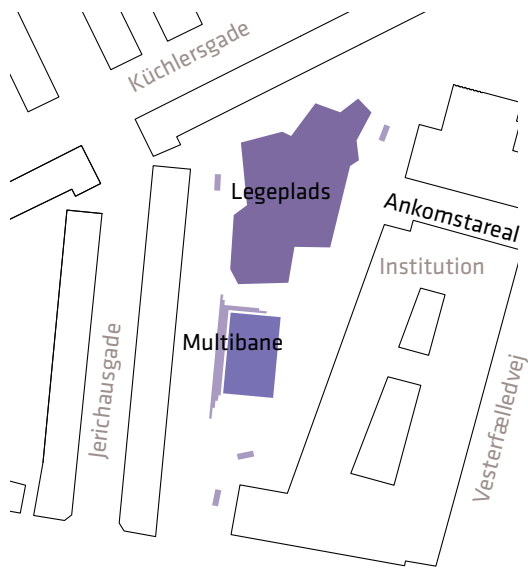 Küchlersgade
Legeplads
Ankomstareal
Institution
Multibane
Jerichausgade
Vesterfælledvej